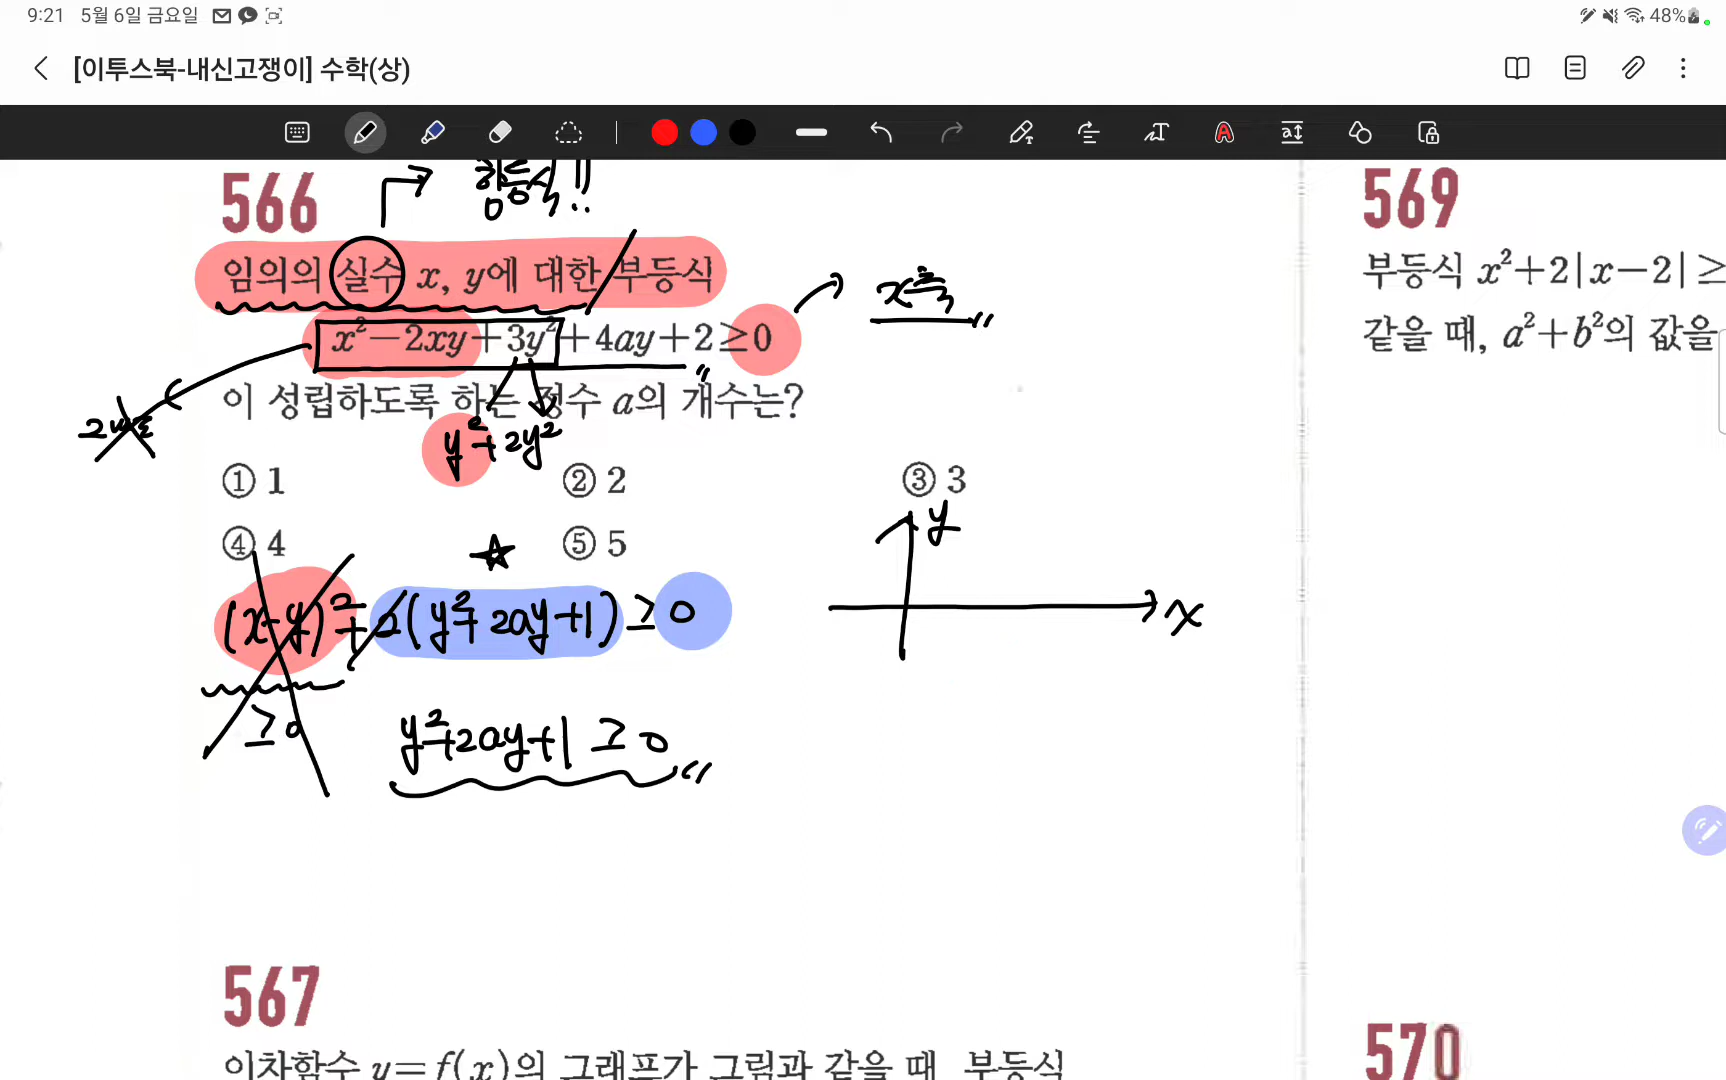 9:21 5월 6일 금요일
48%
[이투스북-내신고쟁이] 수학(상)
566
항등식!!
임의의 실수 x, y에 대한 부등식
x²−2xy+3y²+4ay+2≥0
x축
이 성립하도록 하는 정수 a의 개수는?
y²+2y²
① 1
② 2
③ 3
④ 4
⑤ 5
y
x
(x-y)²+2(y²+2ay+1)≥0
≥0
y²+2ay+1≥0
567
이차함수 y=f(x)의 그래프가 그림과 같을 때 부등식
569
부등식 x²+2|x−2|≥
같을 때, a²+b²의 값을
570